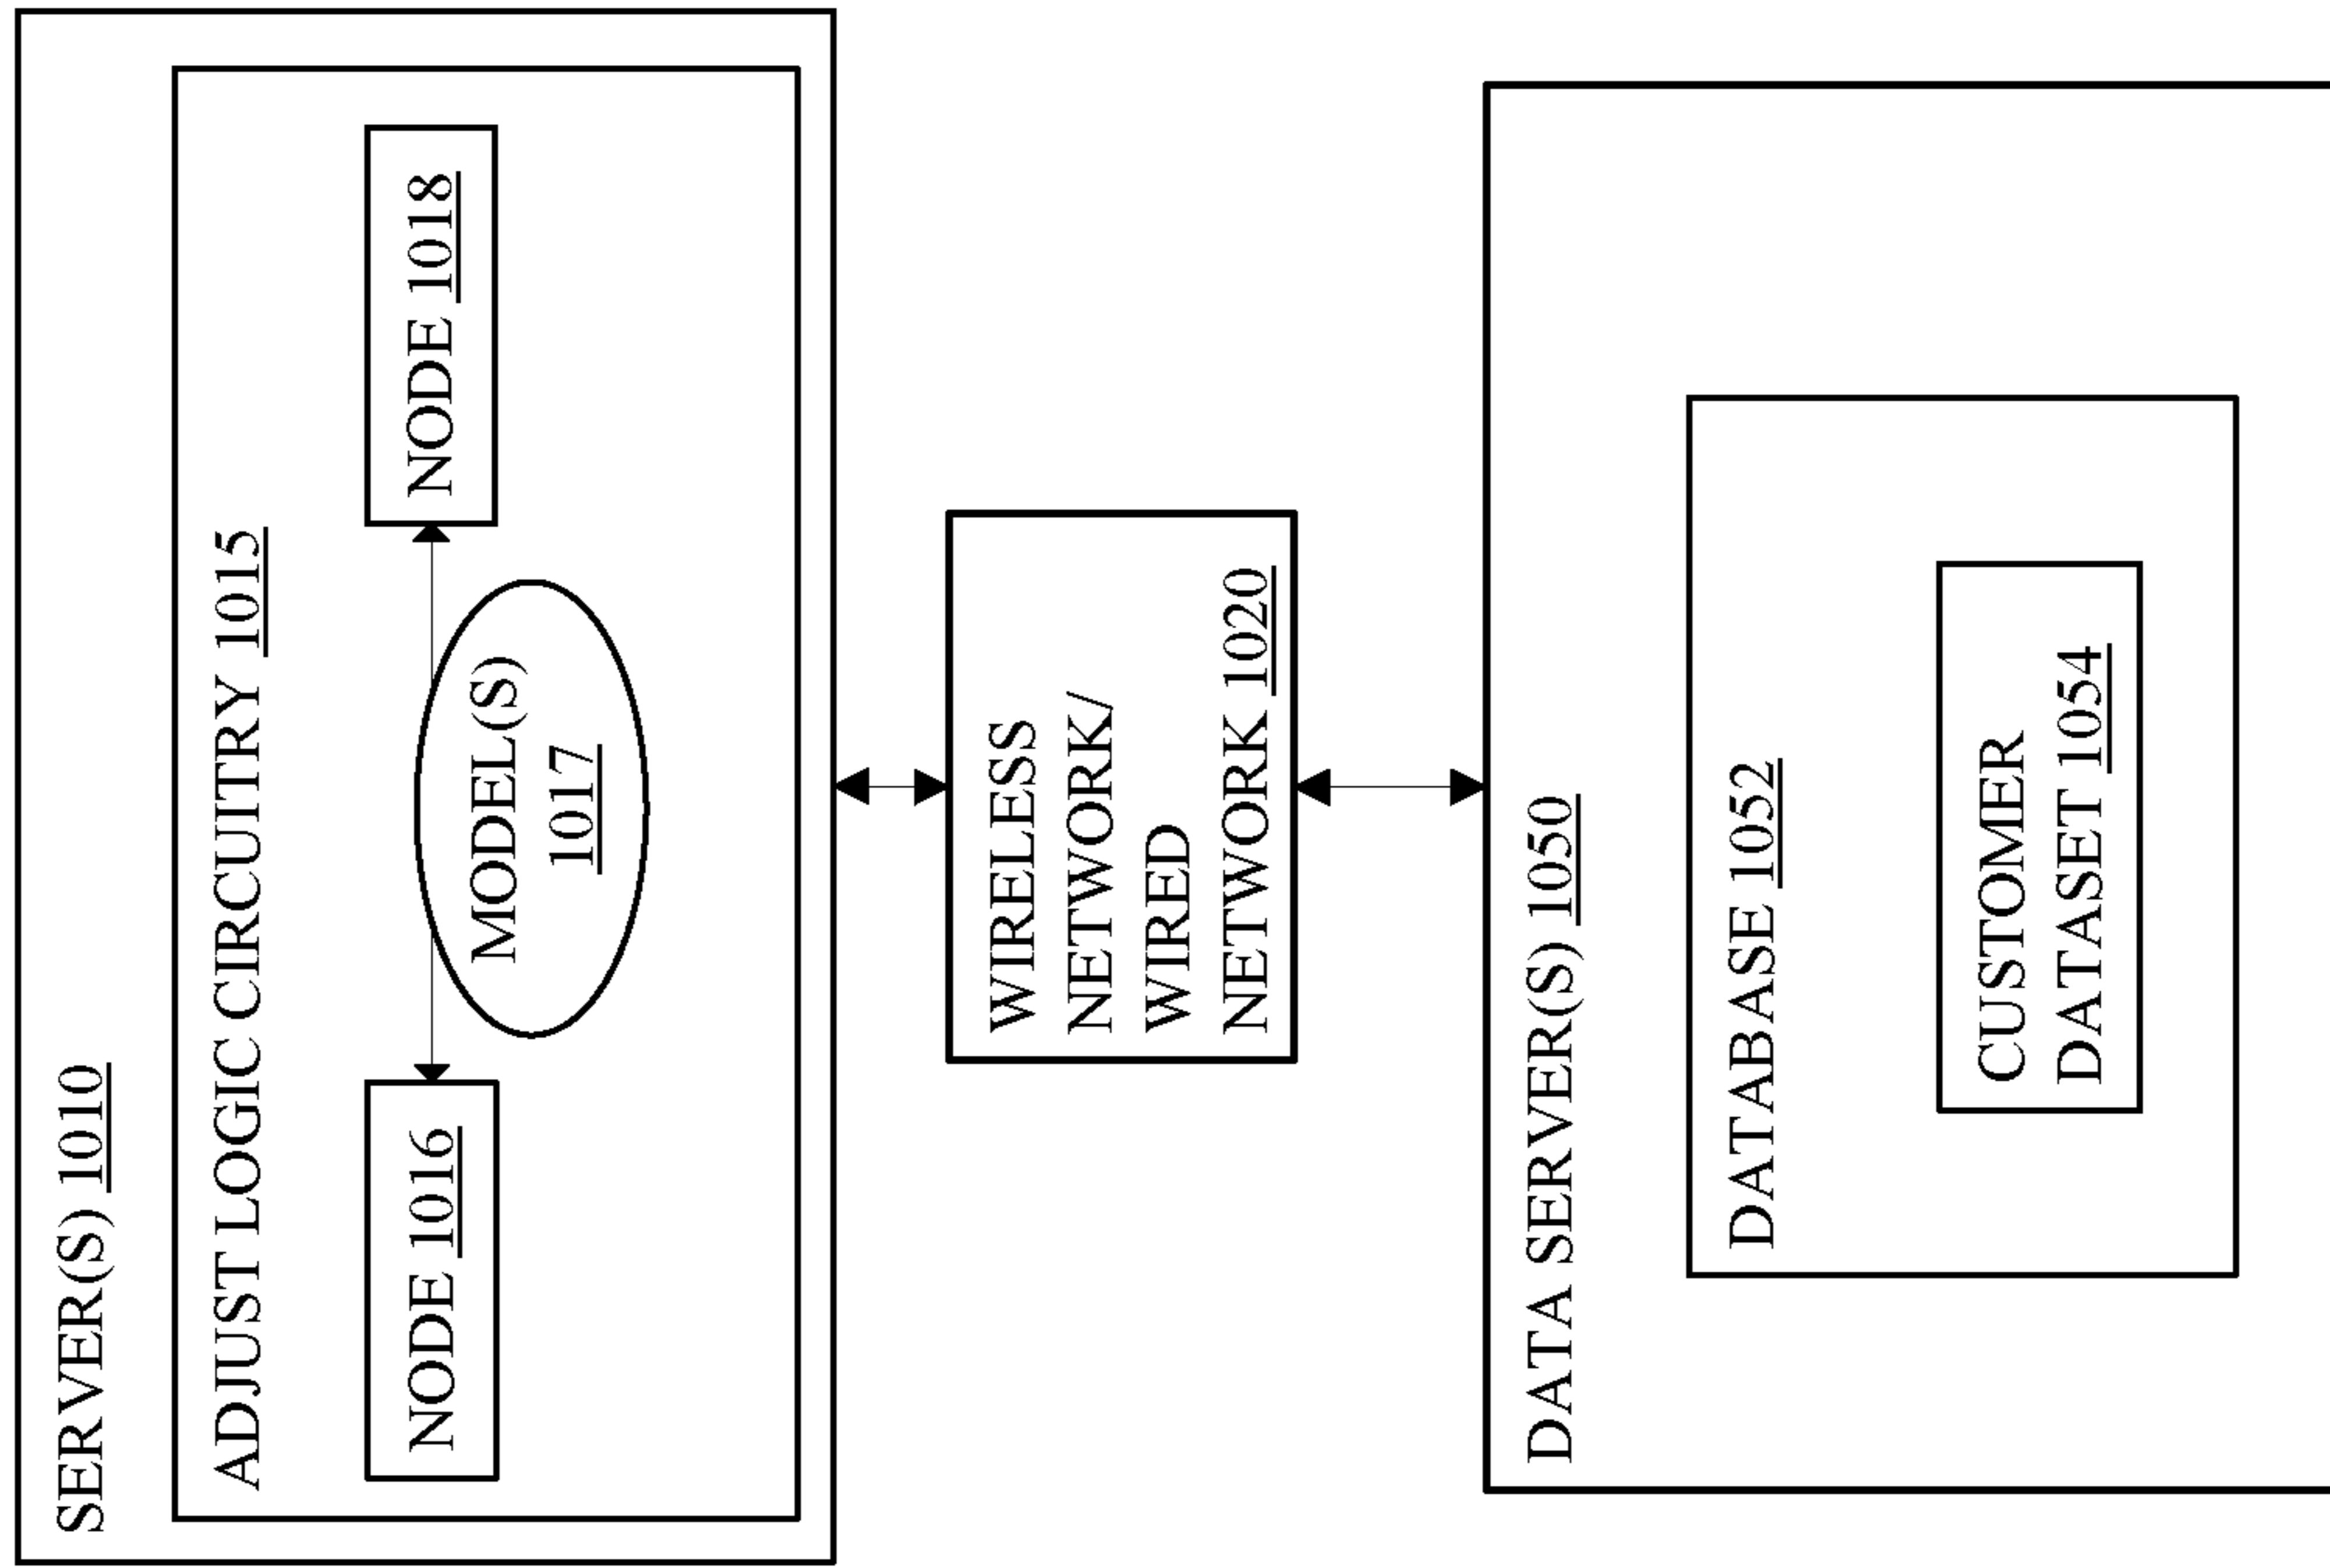 SERVER(S) 1010
ADJUST LOGIC CIRCUITRY 1015
NODE 1016
NODE 1018
MODEL(S)
1017
WIRELESS
NETWORK/
WIRED
NETWORK 1020
DATA SERVER(S) 1050
DATABASE 1052
CUSTOMER
DATASET 1054